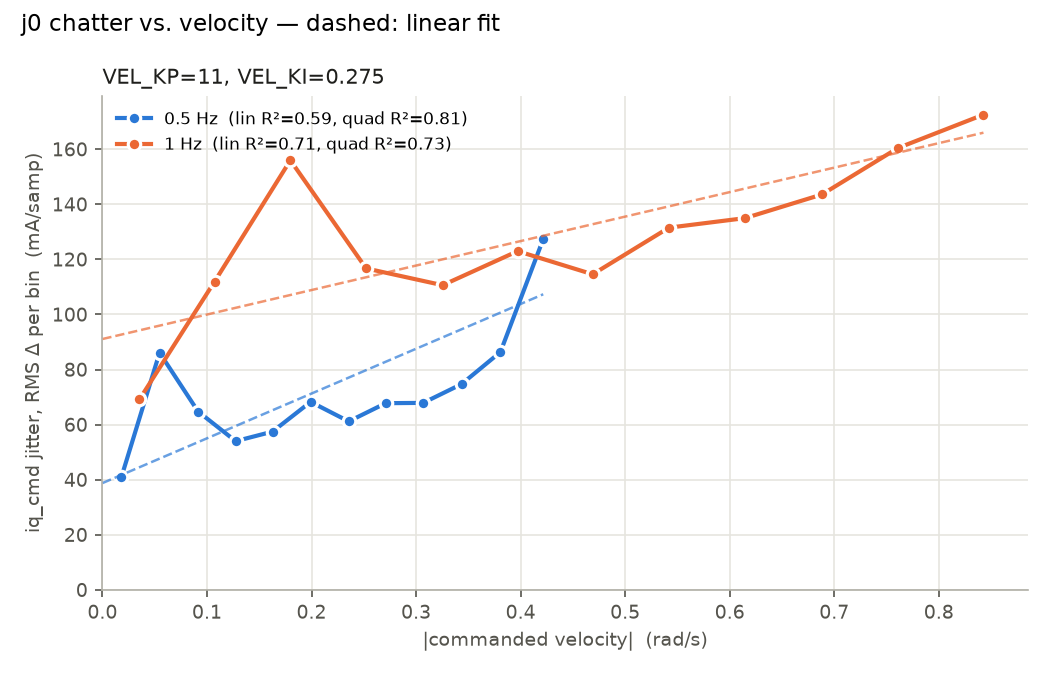 j0 chatter vs. velocity — dashed: linear fit
VEL_KP=11, VEL_KI=0.275
0.5 Hz (lin R²=0.59, quad R²=0.81)
1 Hz (lin R²=0.71, quad R²=0.73)
iq_cmd jitter, RMS Δ per bin (mA/samp)
160
140
120
100
80
60
40
20
0
0.0 0.1 0.2 0.3 0.4 0.5 0.6 0.7 0.8
|commanded velocity| (rad/s)